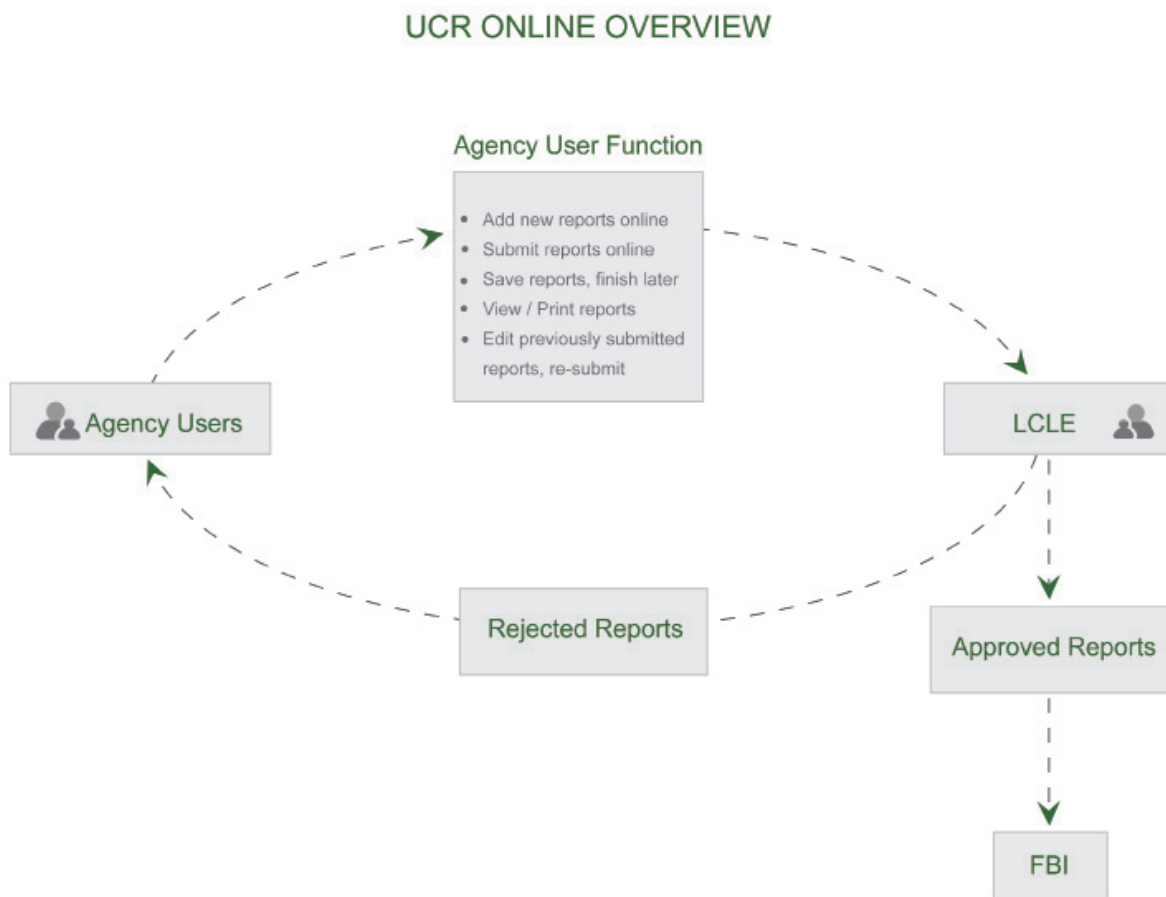 UCR ONLINE OVERVIEW
Agency User Function
• Add new reports online
• Submit reports online
• Save reports, finish later
• View / Print reports
• Edit previously submitted
reports, re-submit
Agency Users
LCLE
Rejected Reports
Approved Reports
FBI